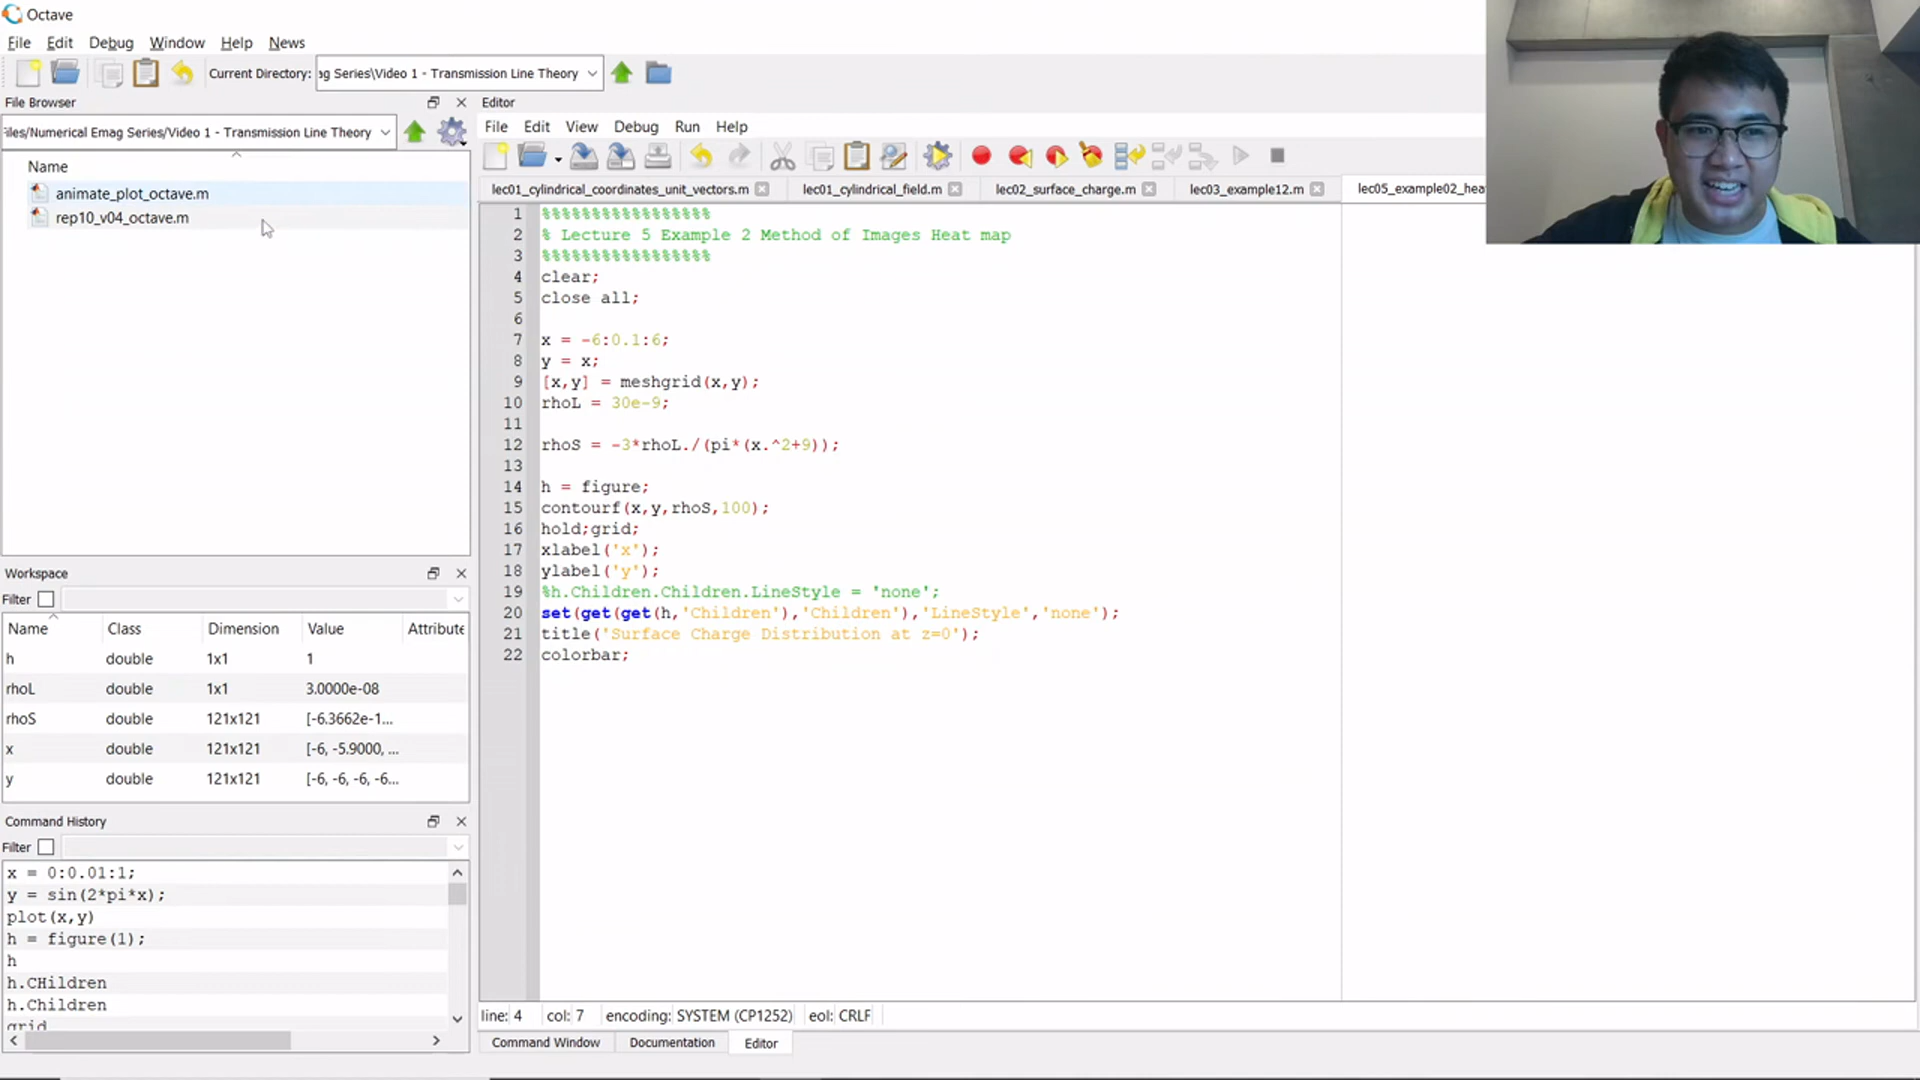 Octave
File Edit Debug Window Help News
Current Directory: ag Series\Video 1 - Transmission Line Theory
File Browser
iles/Numerical Emag Series/Video 1 - Transmission Line Theory
Name
animate_plot_octave.m
rep10_v04_octave.m
Workspace
Filter
Name Class Dimension Value Attribute
h double 1x1 1
rhoL double 1x1 3.0000e-08
rhoS double 121x121 [-6.3662e-1...
x double 121x121 [-6, -5.9000, ...
y double 121x121 [-6, -6, -6, -6...
Command History
Filter
x = 0:0.01:1;
y = sin(2*pi*x);
plot(x,y)
h = figure(1);
h
h.CHildren
h.Children
grid
Editor
File Edit View Debug Run Help
lec01_cylindrical_coordinates_unit_vectors.m lec01_cylindrical_field.m lec02_surface_charge.m lec03_example12.m lec05_example02_hea
1 %%%%%%%%%%%%%%%%%
2 % Lecture 5 Example 2 Method of Images Heat map
3 %%%%%%%%%%%%%%%%%
4 clear;
5 close all;
6
7 x = -6:0.1:6;
8 y = x;
9 [x,y] = meshgrid(x,y);
10 rhoL = 30e-9;
11
12 rhoS = -3*rhoL./(pi*(x.^2+9));
13
14 h = figure;
15 contourf(x,y,rhoS,100);
16 hold;grid;
17 xlabel('x');
18 ylabel('y');
19 %h.Children.Children.LineStyle = 'none';
20 set(get(get(h,'Children'),'Children'),'LineStyle','none');
21 title('Surface Charge Distribution at z=0');
22 colorbar;
line: 4 col: 7 encoding: SYSTEM (CP1252) eol: CRLF
Command Window Documentation Editor